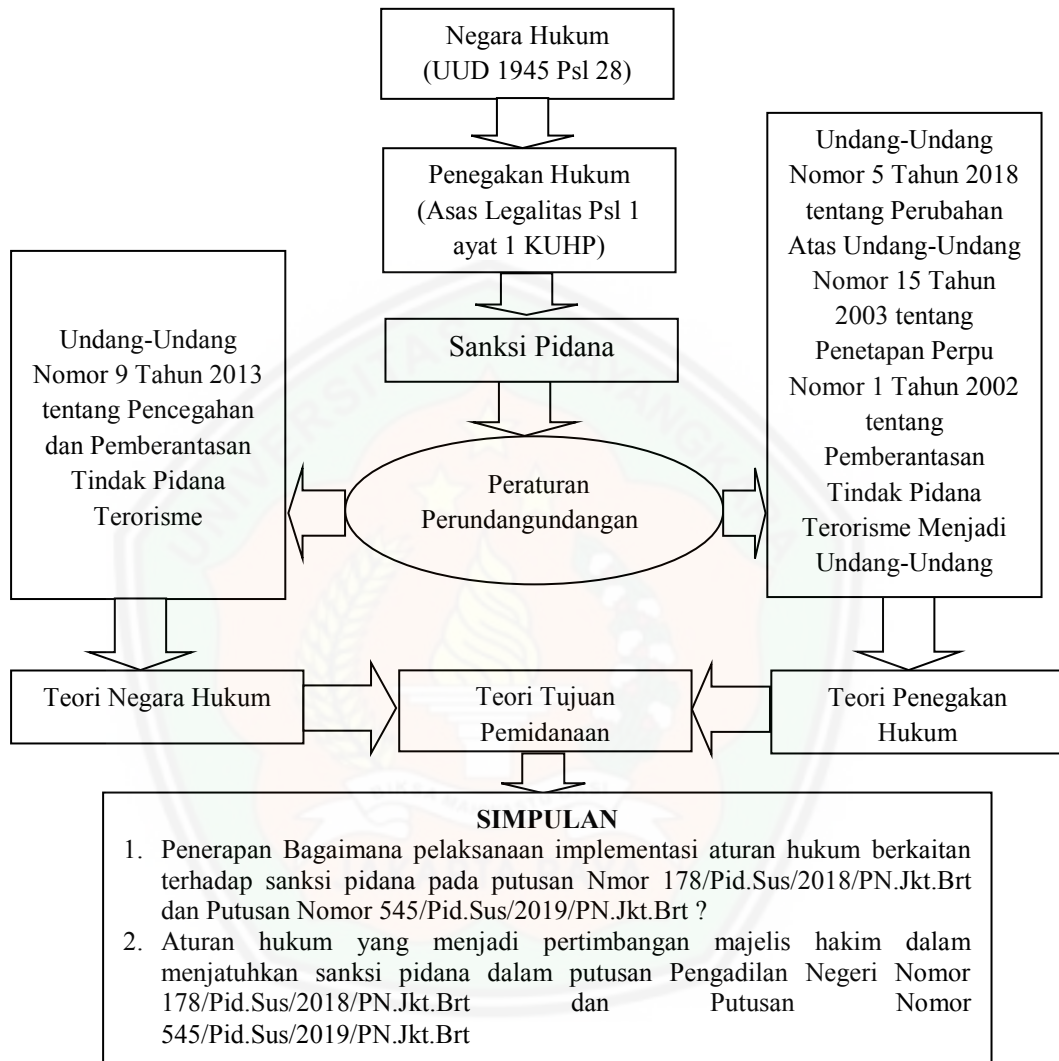 Negara Hukum
(UUD 1945 Psl 28)
Penegakan Hukum
(Asas Legalitas Psl 1
ayat 1 KUHP)
Sanksi Pidana
Peraturan
Perundangundangan
Undang-Undang
Nomor 9 Tahun 2013
tentang Pencegahan
dan Pemberantasan
Tindak Pidana
Terorisme
Undang-Undang
Nomor 5 Tahun 2018
tentang Perubahan
Atas Undang-Undang
Nomor 15 Tahun
2003 tentang
Penetapan Perpu
Nomor 1 Tahun 2002
tentang
Pemberantasan
Tindak Pidana
Terorisme Menjadi
Undang-Undang
Teori Negara Hukum
Teori Tujuan
Pemidanaan
Teori Penegakan
Hukum
SIMPULAN
1. Penerapan Bagaimana pelaksanaan implementasi aturan hukum berkaitan
terhadap sanksi pidana pada putusan Nmor 178/Pid.Sus/2018/PN.Jkt.Brt
dan Putusan Nomor 545/Pid.Sus/2019/PN.Jkt.Brt ?
2. Aturan hukum yang menjadi pertimbangan majelis hakim dalam
menjatuhkan sanksi pidana dalam putusan Pengadilan Negeri Nomor
178/Pid.Sus/2018/PN.Jkt.Brt dan Putusan Nomor
545/Pid.Sus/2019/PN.Jkt.Brt